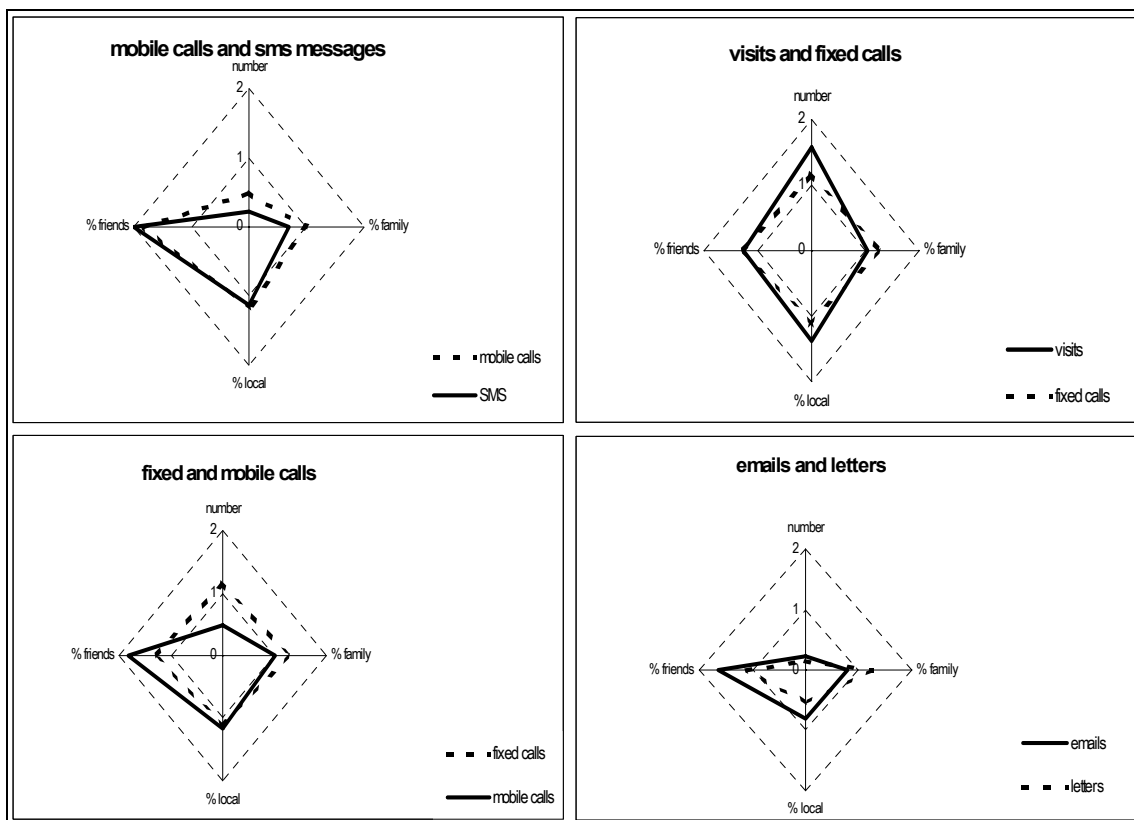 mobile calls and sms messages
number
2
1
% friends
0
% family
% local
mobile calls
SMS
visits and fixed calls
number
2
1
% friends
0
% family
% local
visits
fixed calls
fixed and mobile calls
number
2
1
% friends
0
% family
% local
fixed calls
mobile calls
emails and letters
number
2
1
% friends
0
% family
% local
emails
letters